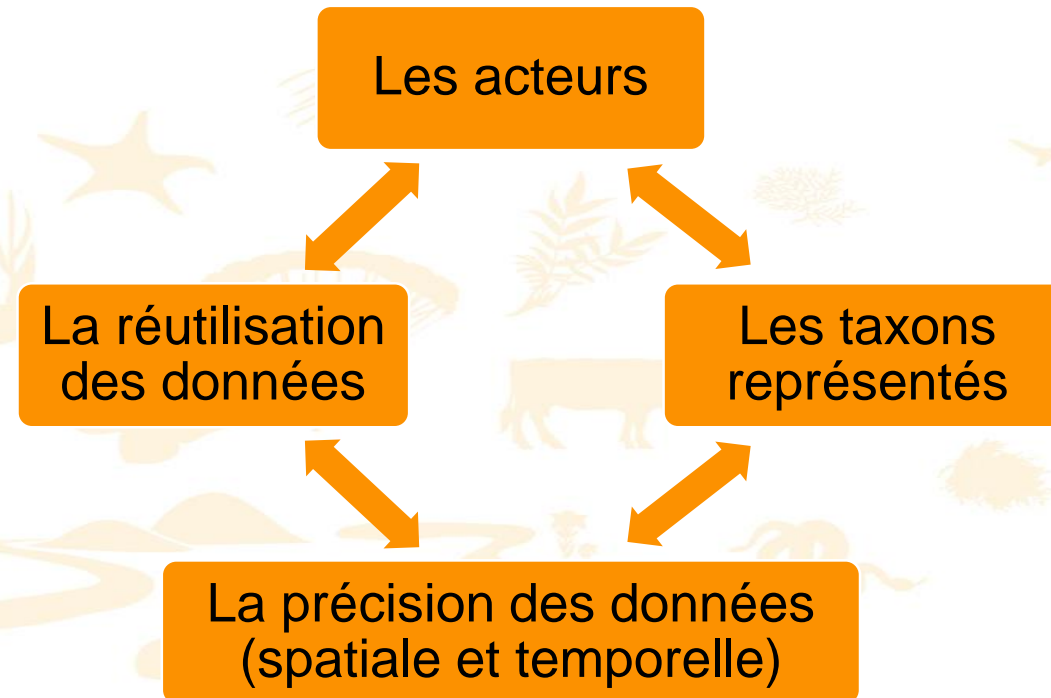 Les acteurs
La réutilisation
des données
Les taxons
représentés
La précision des données
(spatiale et temporelle)